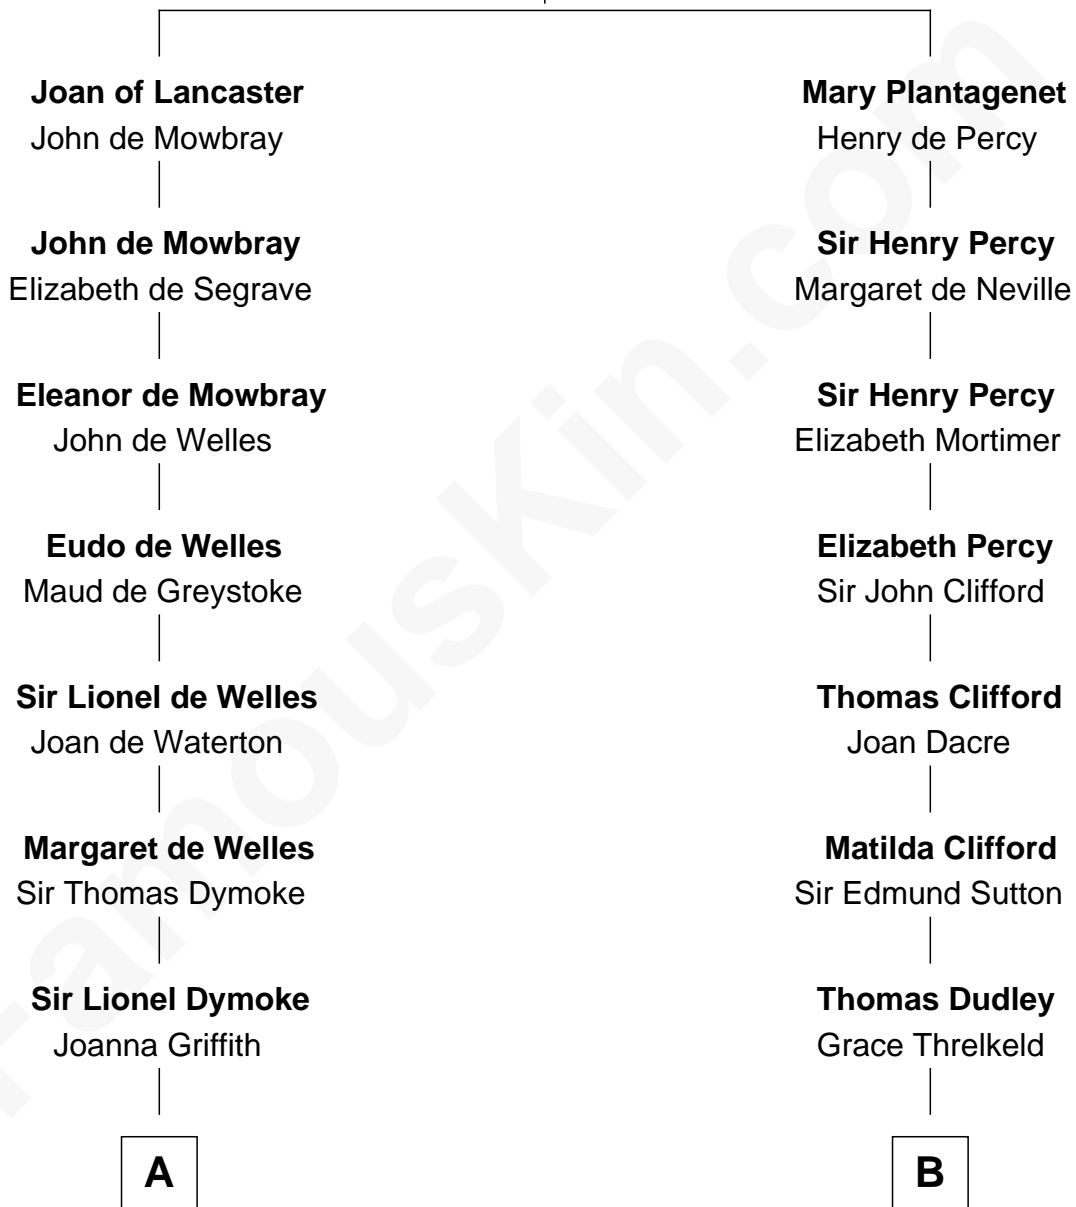 Joan of Lancaster
John de Mowbray
John de Mowbray
Elizabeth de Segrave
Eleanor de Mowbray
John de Welles
Eudo de Welles
Maud de Greystoke
Sir Lionel de Welles
Joan de Waterton
Margaret de Welles
Sir Thomas Dymoke
Sir Lionel Dymoke
Joanna Griffith
A
Mary Plantagenet
Henry de Percy
Sir Henry Percy
Margaret de Neville
Sir Henry Percy
Elizabeth Mortimer
Elizabeth Percy
Sir John Clifford
Thomas Clifford
Joan Dacre
Matilda Clifford
Sir Edmund Sutton
Thomas Dudley
Grace Threlkeld
B
FamousKin.com